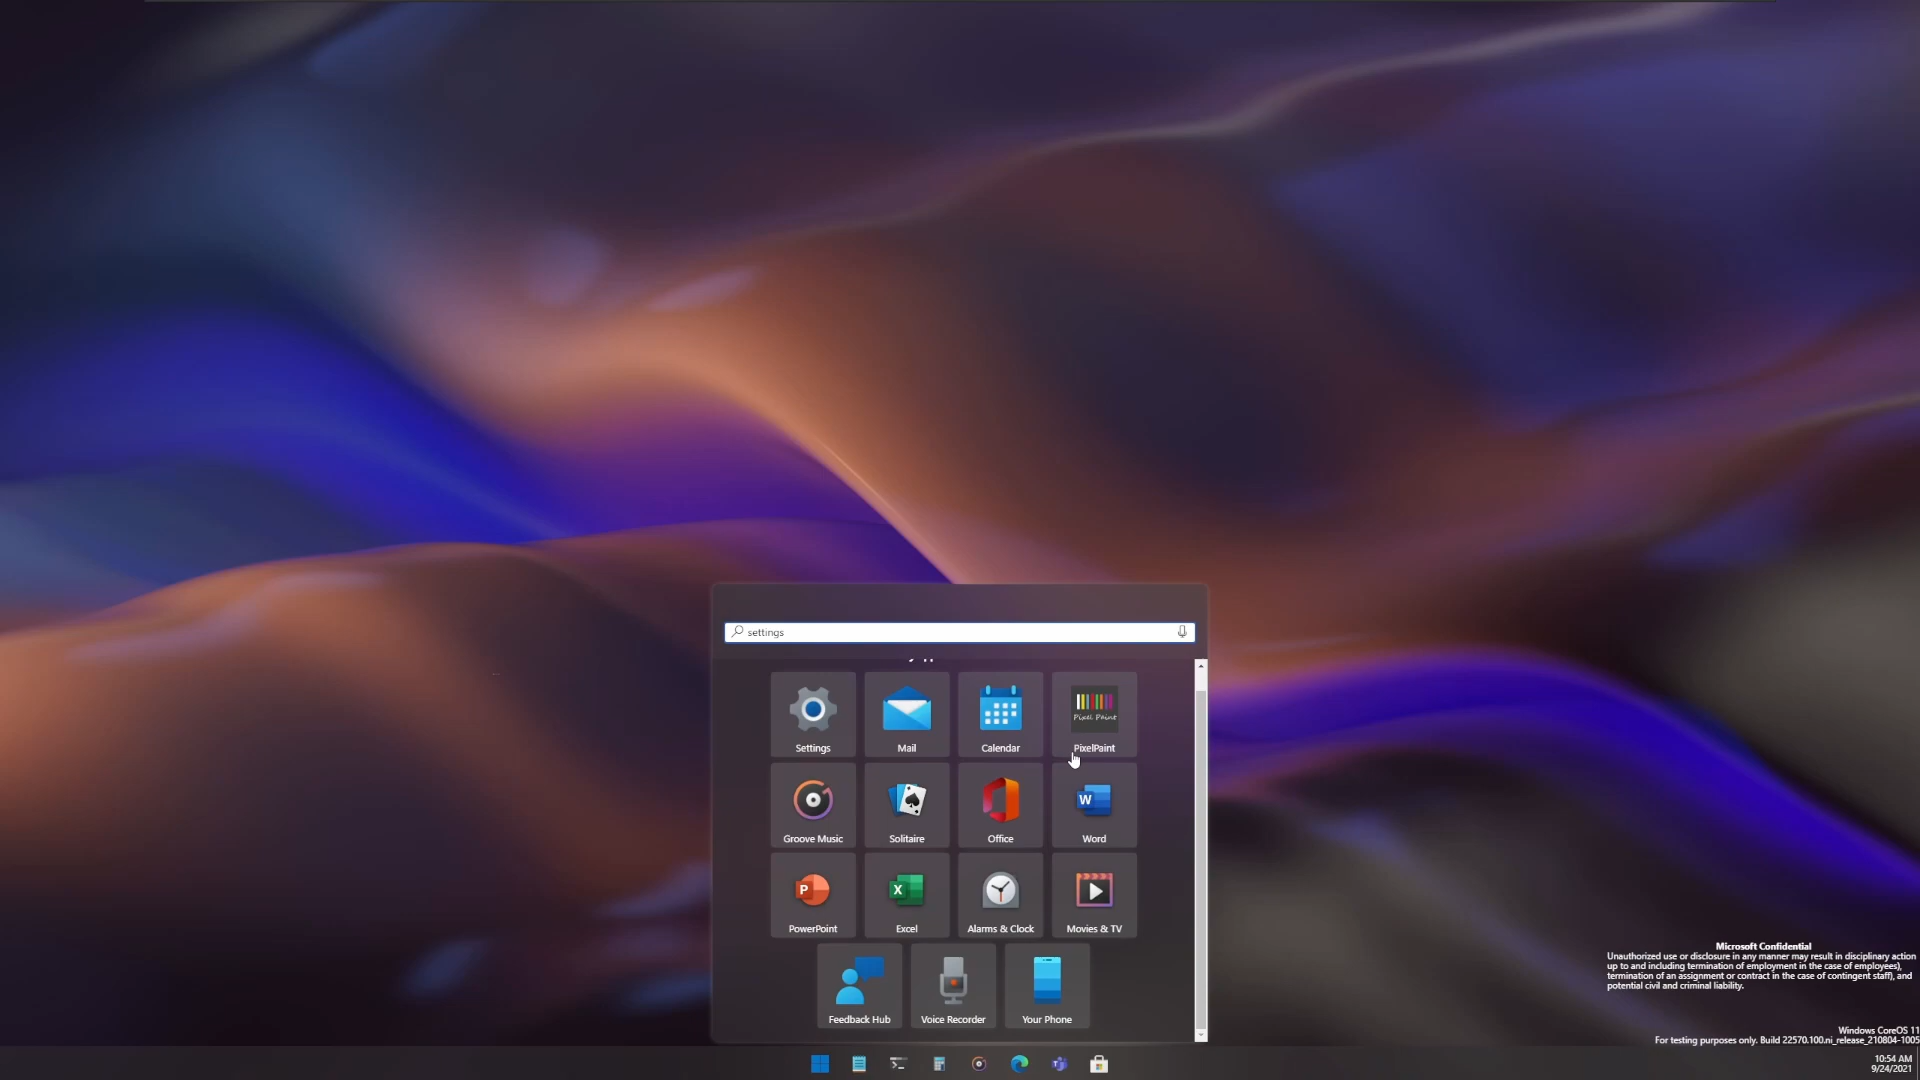 settings
Pixel Paint
Settings
Mail
Calendar
PixelPaint
W
Groove Music
Solitaire
Office
Word
P
X
PowerPoint
Excel
Alarms & Clock
Movies & TV
Feedback Hub
Voice Recorder
Your Phone
Microsoft Confidential
Unauthorized use or disclosure in any manner may result in disciplinary action
up to and including termination of employment in the case of employees),
termination of an assignment or contract in the case of contingent staff), and
potential civil and criminal liability.
Windows CoreOS 11
For testing purposes only. Build 22570.100.ni_release_210804-1005
10:54 AM
9/24/2021